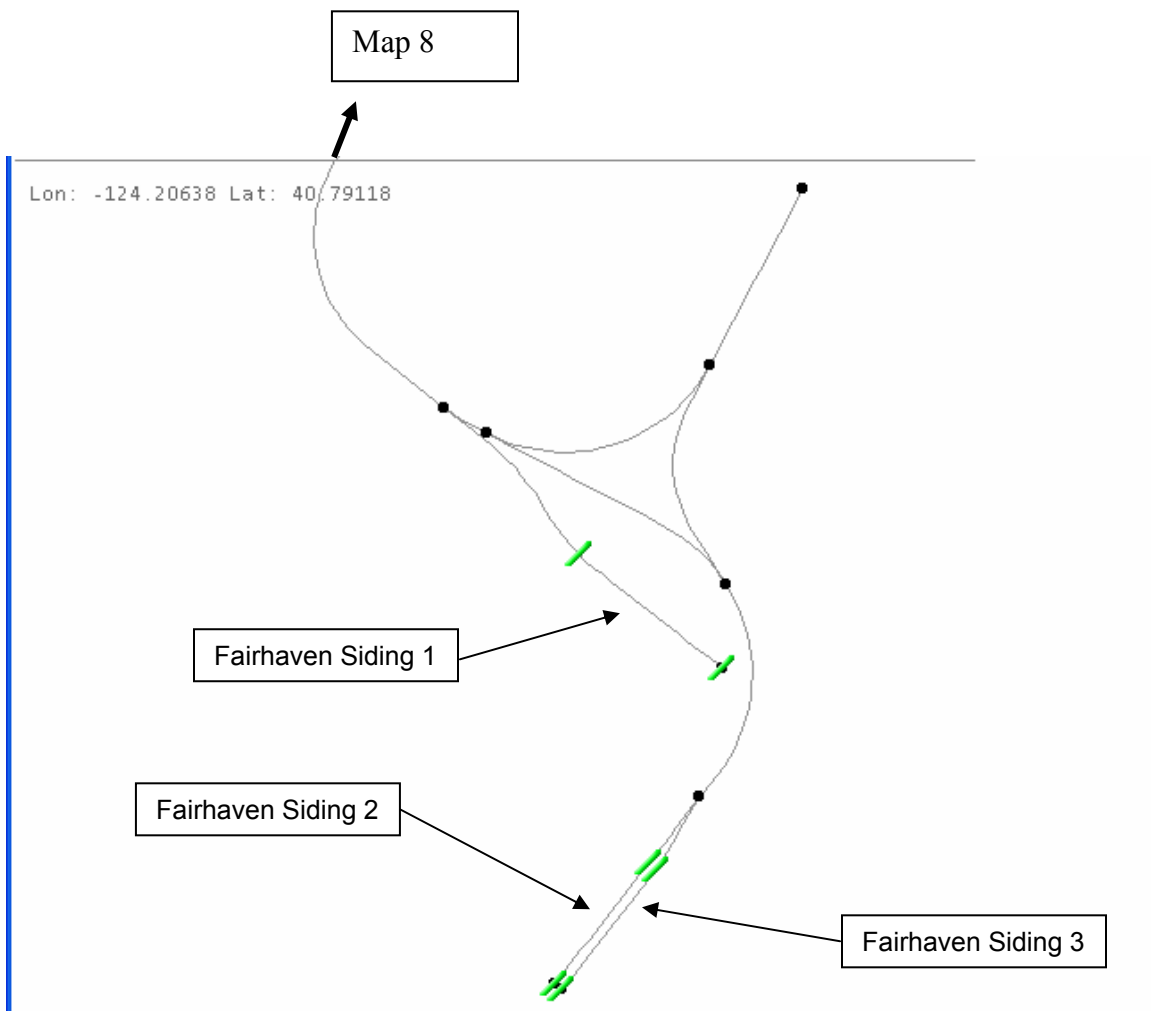 Map 8
Lon: -124.20638 Lat: 40.79118
Fairhaven Siding 1
Fairhaven Siding 2
Fairhaven Siding 3